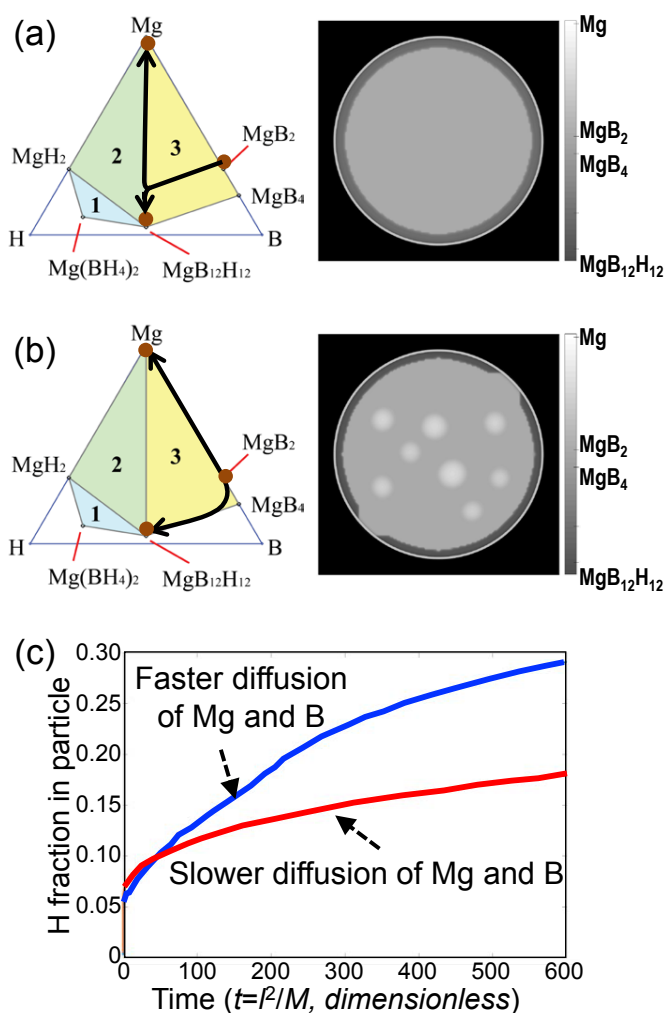 (a)
Mg
MgH₂
2
3
MgB₂
MgB₄
1
H
B
Mg(BH₄)₂
MgB₁₂H₁₂
Mg
MgB₂
MgB₄
MgB₁₂H₁₂
(b)
Mg
MgH₂
2
3
MgB₂
MgB₄
1
H
B
Mg(BH₄)₂
MgB₁₂H₁₂
Mg
MgB₂
MgB₄
MgB₁₂H₁₂
(c)
H fraction in particle
0.30
0.25
0.20
0.15
0.10
0.05
0
Faster diffusion
of Mg and B
Slower diffusion of Mg and B
0 100 200 300 400 500 600
Time (t=l²/M, dimensionless)